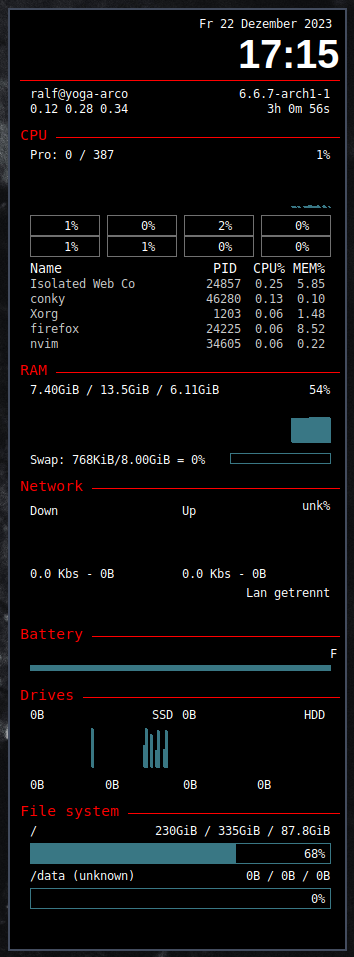 Fr 22 Dezember 2023
17:15
ralf@yoga-arco 6.6.7-arch1-1
0.12 0.28 0.34 3h 0m 56s
CPU
Pro: 0 / 387 1%
1% 0% 2% 0%
1% 1% 0% 0%
Name PID CPU% MEM%
Isolated Web Co 24857 0.25 5.85
conky 46280 0.13 0.10
Xorg 1203 0.06 1.48
firefox 24225 0.06 8.52
nvim 34605 0.06 0.22
RAM
7.40GiB / 13.5GiB / 6.11GiB 54%
Swap: 768KiB/8.00GiB = 0%
Network
unk%
Down Up
0.0 Kbs - 0B 0.0 Kbs - 0B
Lan getrennt
Battery
F
Drives
0B SSD 0B HDD
0B 0B 0B 0B
File system
/ 230GiB / 335GiB / 87.8GiB
68%
/data (unknown) 0B / 0B / 0B
0%